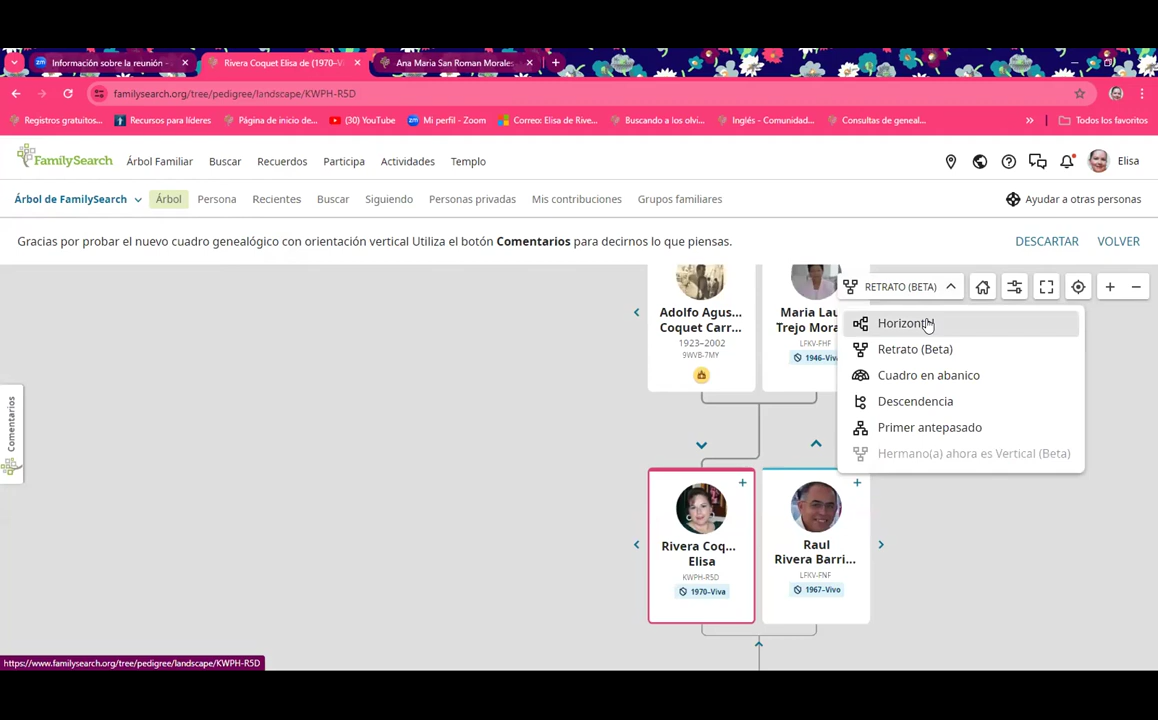 Información sobre la reunión -
Rivera Coquet Elisa de (1970–V
Ana Maria San Roman Morales
familysearch.org/tree/pedigree/landscape/KWPH-R5D
Registros gratuitos...
Recursos para líderes
Página de inicio de...
(30) YouTube
Mi perfil - Zoom
Correo: Elisa de Rive...
Buscando a los olvi...
Inglés - Comunidad...
Consultas de geneal...
»
Todos los favoritos
FamilySearch
Árbol Familiar
Buscar
Recuerdos
Participa
Actividades
Templo
Elisa
Árbol de FamilySearch
Árbol
Persona
Recientes
Buscar
Siguiendo
Personas privadas
Mis contribuciones
Grupos familiares
Ayudar a otras personas
Gracias por probar el nuevo cuadro genealógico con orientación vertical Utiliza el botón Comentarios para decirnos lo que piensas.
DESCARTAR
VOLVER
RETRATO (BETA)
Horizontal
Retrato (Beta)
Cuadro en abanico
Descendencia
Primer antepasado
Hermano(a) ahora es Vertical (Beta)
Adolfo Agus...
Coquet Carr...
1923–2002
9WVB-7MY
Maria Lau
Trejo Mora
LFKV-FHF
1946–Viva
Comentarios
Rivera Coq...
Elisa
KWPH-R5D
1970–Viva
Raul
Rivera Barri...
LFKV-FNF
1967–Vivo
https://www.familysearch.org/tree/pedigree/landscape/KWPH-R5D